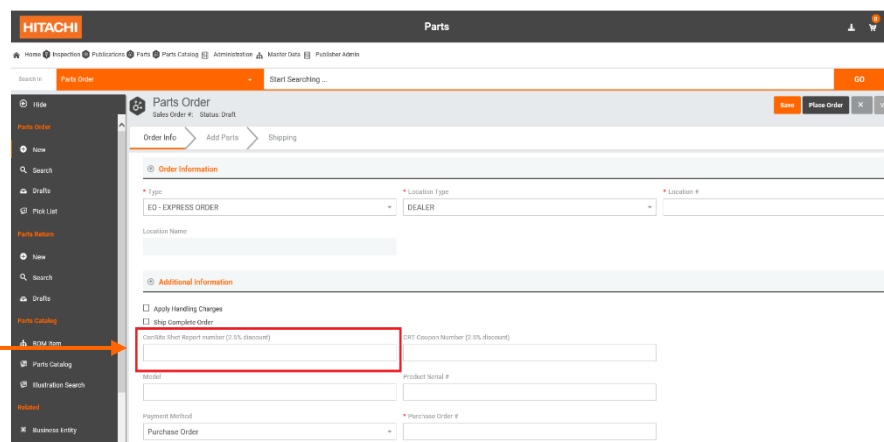 HITACHI
Parts
8
Home Inspection Publications Parts Parts Catalog Administration Master Data Publisher Admin
Search In Parts Order Start Searching ... GO
Hide
Parts Order
Sales Order #: Status: Draft
Save Place Order X
Parts Order
Order Info Add Parts Shipping
New
Order Information
Search
* Type * Location Type * Location #
Drafts
EO - EXPRESS ORDER DEALER
Pick List
Location Name
Parts Return
New
Search
Additional Information
Drafts
Apply Handling Charges
Ship Complete Order
Parts Catalog
ConSite Shot Report number (2.5% discount) CRT Coupon Number (2.5% discount)
BOM Item
Parts Catalog
Model Product Serial #
Illustration Search
Related
Payment Method * Purchase Order #
Business Entity
Purchase Order